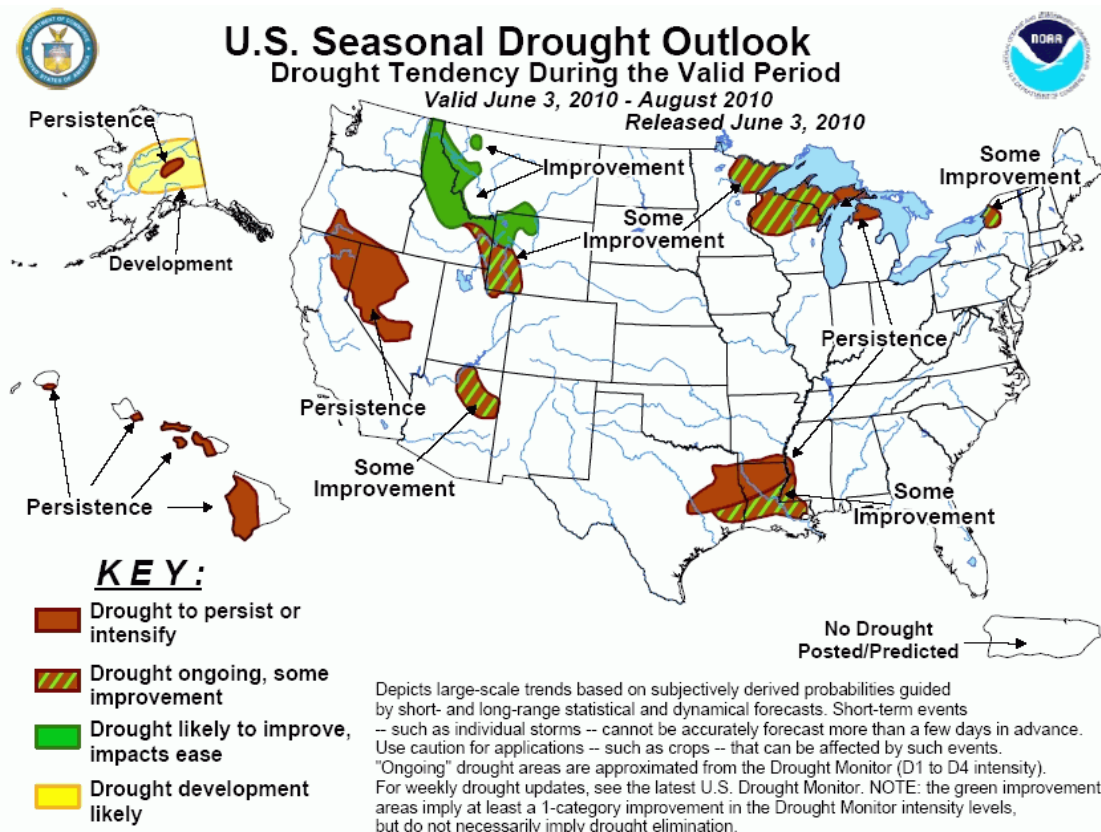 U.S. Seasonal Drought Outlook
Drought Tendency During the Valid Period
Valid June 3, 2010 - August 2010
Released June 3, 2010
DEPARTMENT OF COMMERCE
UNITED STATES OF AMERICA
NOAA
Persistence
Development
Improvement
Some
Improvement
Some
Improvement
Persistence
Persistence
Some
Improvement
Some
Improvement
Persistence
No Drought
Posted/Predicted
KEY:
Drought to persist or
intensify
Drought ongoing, some
improvement
Drought likely to improve,
impacts ease
Drought development
likely
Depicts large-scale trends based on subjectively derived probabilities guided
by short- and long-range statistical and dynamical forecasts. Short-term events
-- such as individual storms -- cannot be accurately forecast more than a few days in advance.
Use caution for applications -- such as crops -- that can be affected by such events.
"Ongoing" drought areas are approximated from the Drought Monitor (D1 to D4 intensity).
For weekly drought updates, see the latest U.S. Drought Monitor. NOTE: the green improvement
areas imply at least a 1-category improvement in the Drought Monitor intensity levels,
but do not necessarily imply drought elimination.